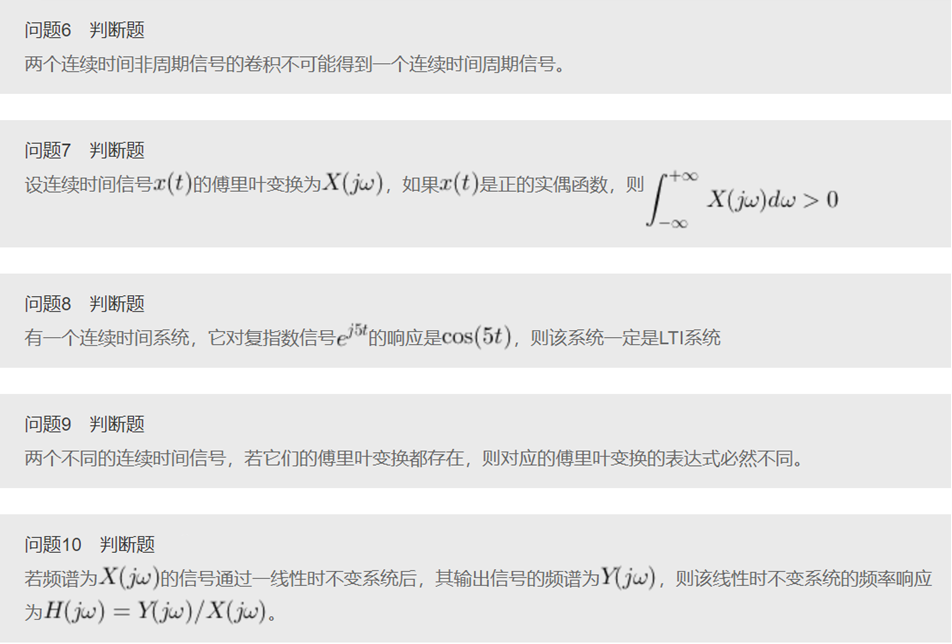 问题6 判断题
两个连续时间非周期信号的卷积不可能得到一个连续时间周期信号。
问题7 判断题
设连续时间信号$x(t)$的傅里叶变换为$X(j\omega)$，如果$x(t)$是正的实偶函数，则$\int_{-\infty}^{+\infty} X(j\omega)d\omega > 0$
问题8 判断题
有一个连续时间系统，它对复指数信号$e^{j5t}$的响应是$\cos(5t)$，则该系统一定是LTI系统
问题9 判断题
两个不同的连续时间信号，若它们的傅里叶变换都存在，则对应的傅里叶变换的表达式必然不同。
问题10 判断题
若频谱为$X(j\omega)$的信号通过一线性时不变系统后，其输出信号的频谱为$Y(j\omega)$，则该线性时不变系统的频率响应
为$H(j\omega) = Y(j\omega)/X(j\omega)$。